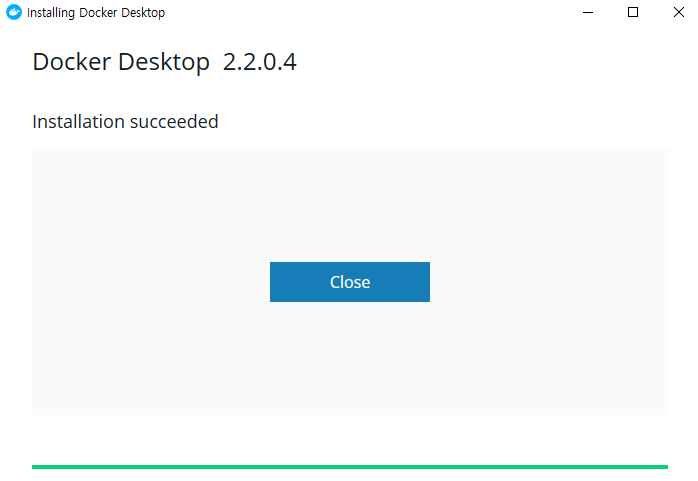 Installing Docker Desktop
Docker Desktop 2.2.0.4
Installation succeeded
Close